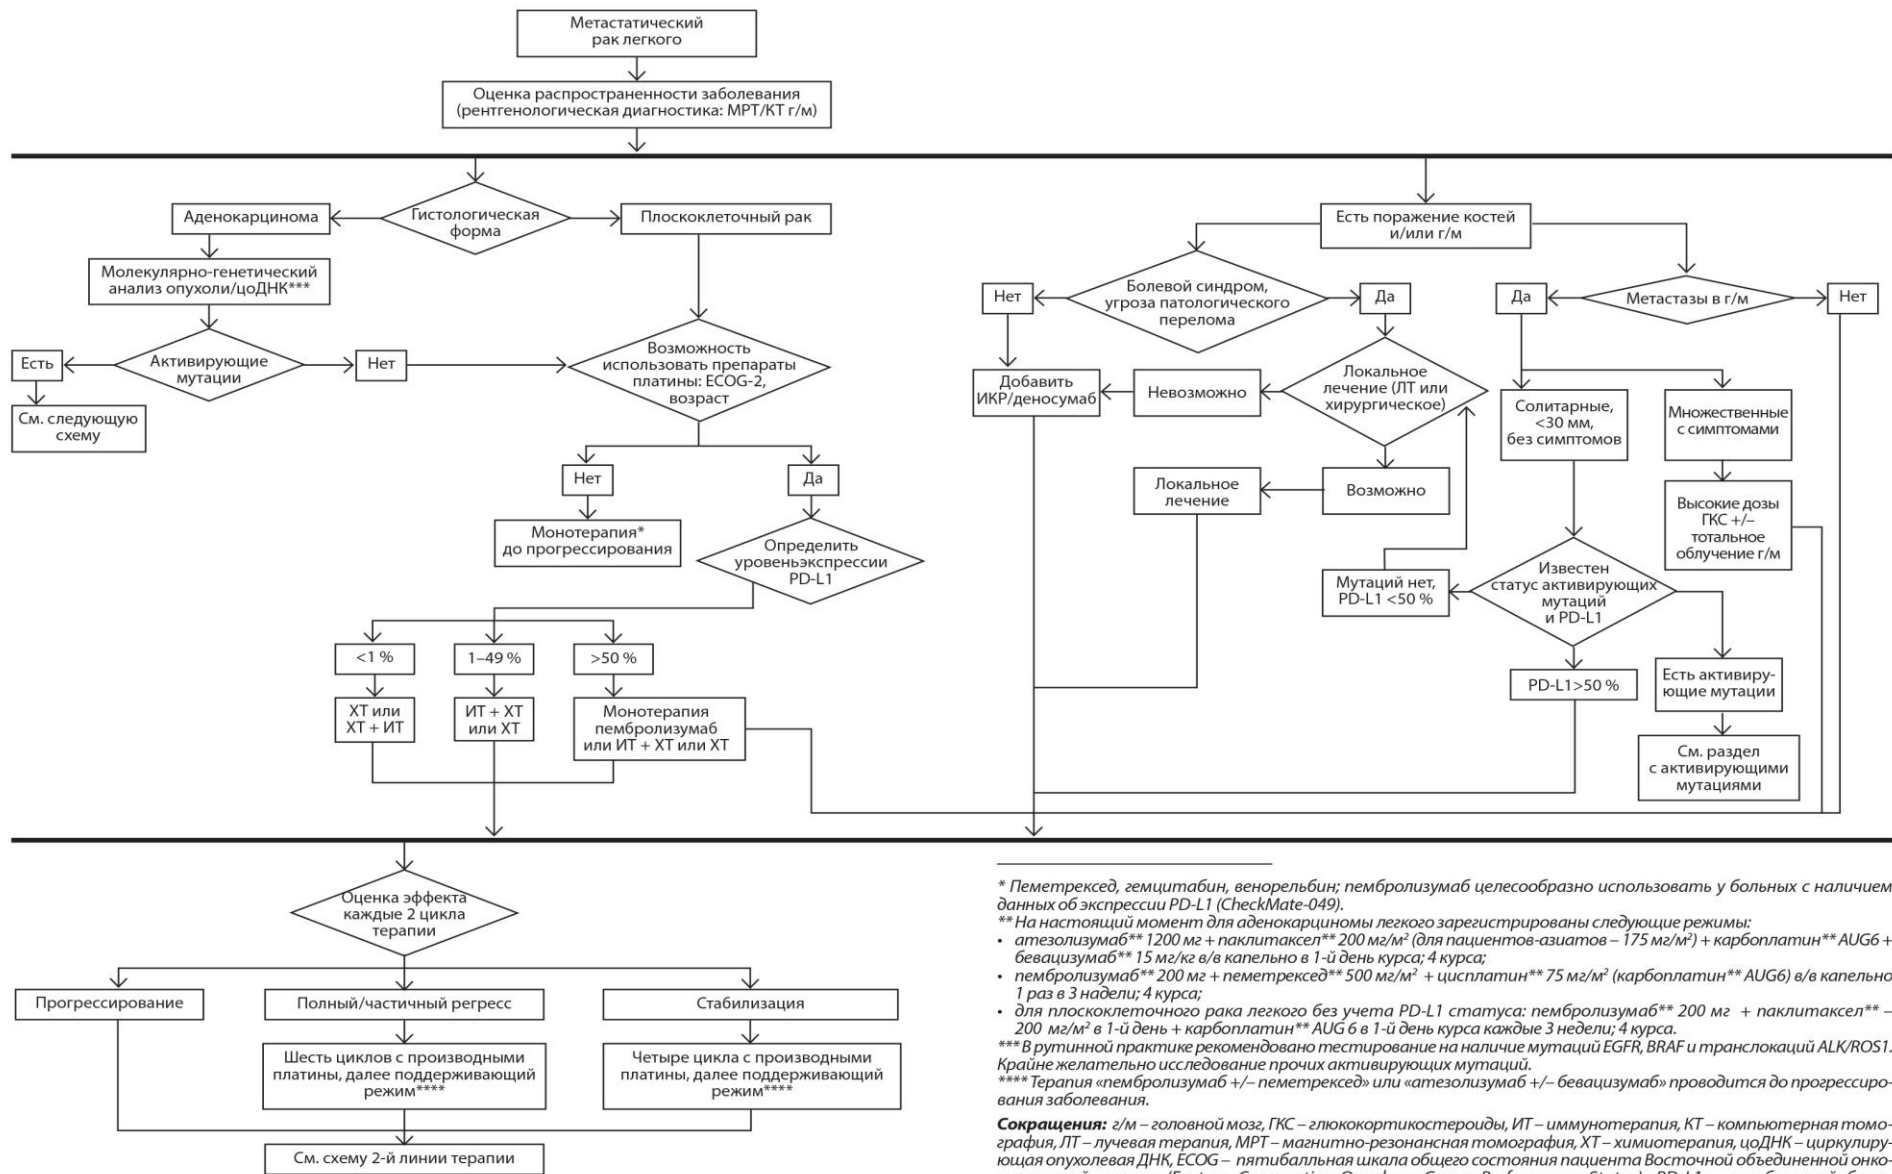 Метастатический
рак легкого
Оценка распространенности заболевания
(рентгенологическая диагностика: МРТ/КТ г/м)
Гистологическая
форма
Аденокарцинома
Плоскоклеточный рак
Молекулярно-генетический
анализ опухоли/цоДНК***
Активирующие
мутации
Есть
Нет
См. следующую
схему
Возможность
использовать препараты
платины: ECOG-2,
возраст
Нет
Да
Монотерапия*
до прогрессирования
Определить
уровеньэкспрессии
PD-L1
<1 %
1–49 %
>50 %
ХТ или
ХТ + ИТ
ИТ + ХТ
или ХТ
Монотерапия
пембролизумаб
или ИТ + ХТ или ХТ
Есть поражение костей
и/или г/м
Болевой синдром,
угроза патологического
перелома
Нет
Да
Добавить
ИКР/деносумаб
Невозможно
Локальное
лечение (ЛТ или
хирургическое)
Локальное
лечение
Возможно
Метастазы в г/м
Да
Нет
Солитарные,
<30 мм,
без симптомов
Множественные
с симптомами
Высокие дозы
ГКС +/–
тотальное
облучение г/м
Известен
статус активирующих
мутаций
и PD-L1
Мутаций нет,
PD-L1 <50 %
PD-L1>50 %
Есть активиру-
ющие мутации
См. раздел
с активирующими
мутациями
Оценка эффекта
каждые 2 цикла
терапии
Прогрессирование
Полный/частичный регресс
Стабилизация
Шесть циклов с производными
платины, далее поддерживающий
режим****
Четыре цикла с производными
платины, далее поддерживающий
режим****
См. схему 2-й линии терапии
* Пеметрексед, гемцитабин, венорельбин; пембролизумаб целесообразно использовать у больных с наличием
данных об экспрессии PD-L1 (CheckMate-049).
** На настоящий момент для аденокарциномы легкого зарегистрированы следующие режимы:
• атезолизумаб** 1200 мг + паклитаксел** 200 мг/м² (для пациентов-азиатов – 175 мг/м²) + карбоплатин** AUG6 +
бевацизумаб** 15 мг/кг в/в капельно в 1-й день курса; 4 курса;
• пембролизумаб** 200 мг + пеметрексед** 500 мг/м² + цисплатин** 75 мг/м² (карбоплатин** AUG6) в/в капельно
1 раз в 3 надели; 4 курса;
• для плоскоклеточного рака легкого без учета PD-L1 статуса: пембролизумаб** 200 мг + паклитаксел** –
200 мг/м² в 1-й день + карбоплатин** AUG 6 в 1-й день курса каждые 3 недели; 4 курса.
*** В рутинной практике рекомендовано тестирование на наличие мутаций EGFR, BRAF и транслокаций ALK/ROS1.
Крайне желательно исследование прочих активирующих мутаций.
**** Терапия «пембролизумаб +/– пеметрексед» или «атезолизумаб +/– бевацизумаб» проводится до прогрессиро-
вания заболевания.
Сокращения: г/м – головной мозг, ГКС – глюкокортикостероиды, ИТ – иммунотерапия, КТ – компьютерная томо-
графия, ЛТ – лучевая терапия, МРТ – магнитно-резонансная томография, ХТ – химиотерапия, цоДНК – циркулиру-
ющая опухолевая ДНК, ECOG – пятибалльная шкала общего состояния пациента Восточной объединенной онко-